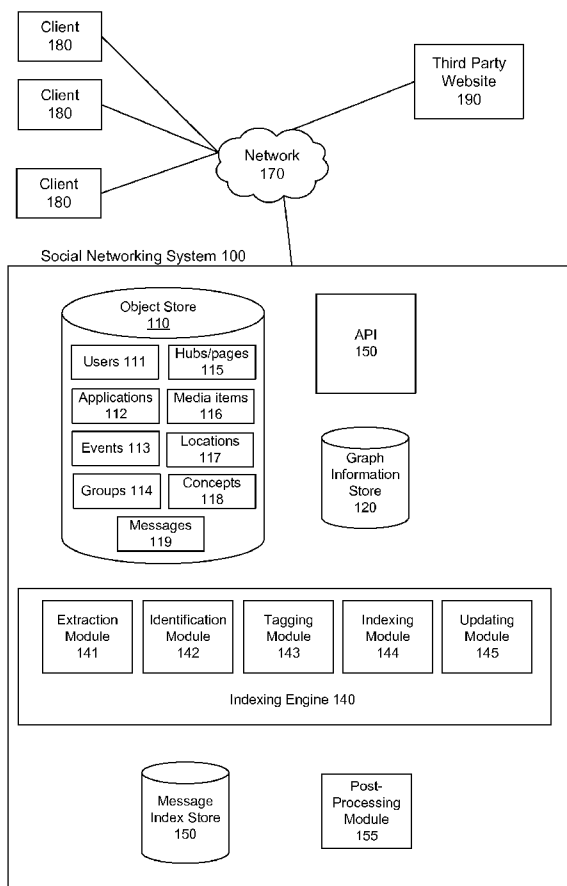 Client
180
Client
180
Client
180
Third Party
Website
190
Network
170
Social Networking System 100
Object Store
110
Users 111
Hubs/pages
115
Applications
112
Media items
116
Events 113
Locations
117
Groups 114
Concepts
118
Messages
119
API
150
Graph
Information
Store
120
Extraction
Module
141
Identification
Module
142
Tagging
Module
143
Indexing
Module
144
Updating
Module
145
Indexing Engine 140
Message
Index Store
150
Post-
Processing
Module
155